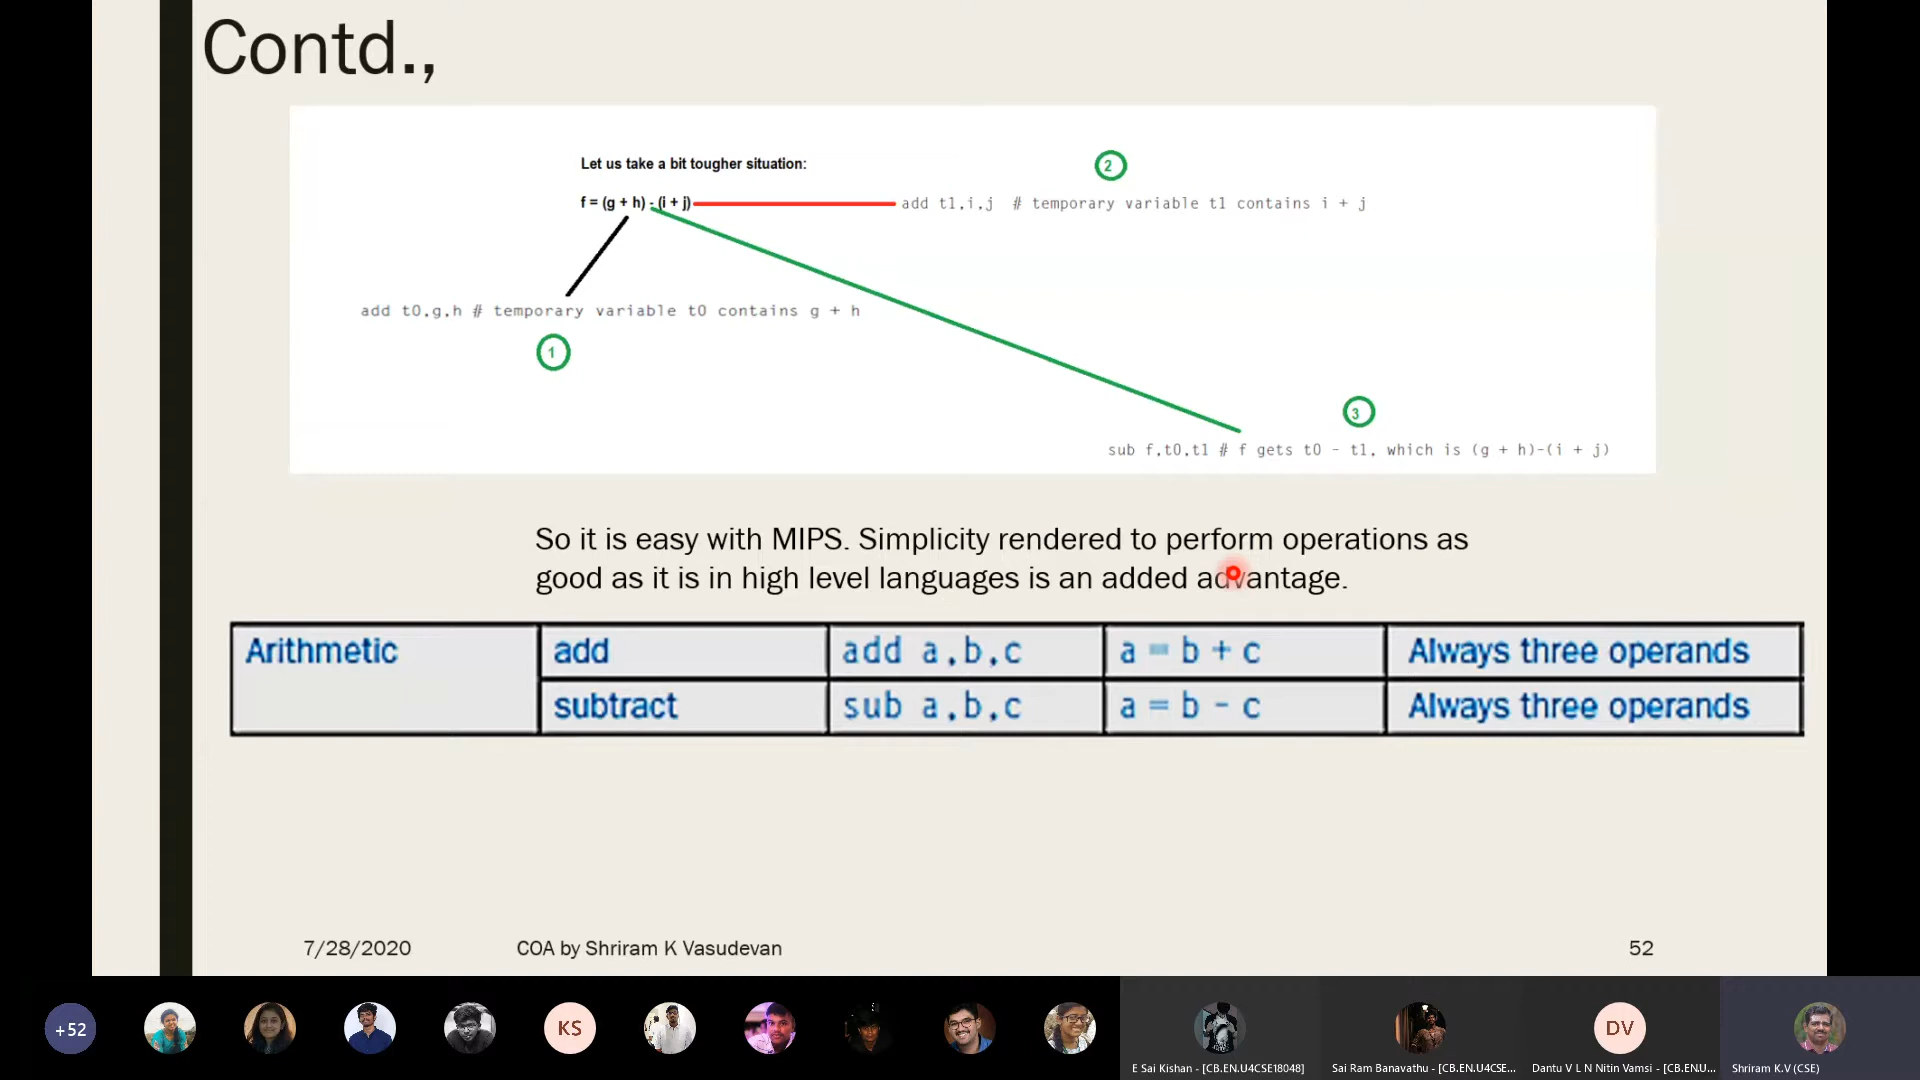 Contd.,
Let us take a bit tougher situation:
2
f = (g + h) - (i + j)
add t1,i,j # temporary variable t1 contains i + j
add t0,g,h # temporary variable t0 contains g + h
1
3
sub f,t0,t1 # f gets t0 - t1, which is (g + h)-(i + j)
So it is easy with MIPS. Simplicity rendered to perform operations as
good as it is in high level languages is an added advantage.
Arithmetic add add a,b,c a = b + c Always three operands
subtract sub a,b,c a = b - c Always three operands
7/28/2020 COA by Shriram K Vasudevan 52
+52 KS DV
E Sai Kishan - [CB.EN.U4CSE18048] Sai Ram Banavathu - [CB.EN.U4CSE... Dantu V L N Nitin Vamsi - [CB.EN.U... Shriram K.V (CSE)